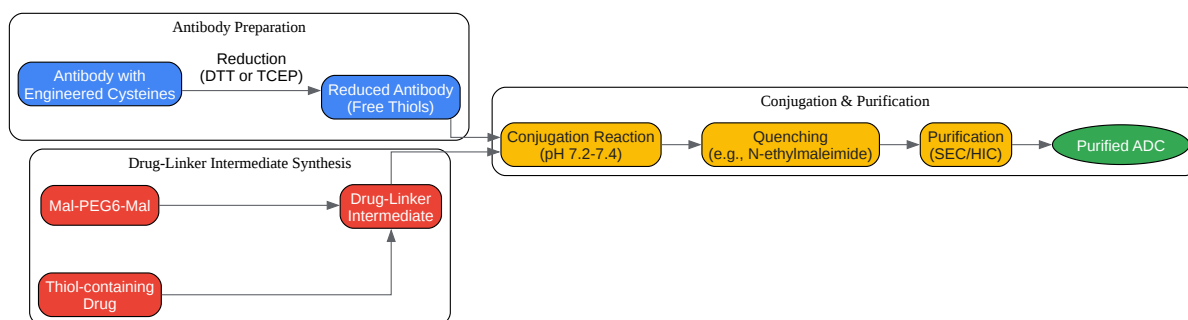 Antibody Preparation
Antibody with
Engineered Cysteines
Reduction
(DTT or TCEP)
Reduced Antibody
(Free Thiols)
Drug-Linker Intermediate Synthesis
Mal-PEG6-Mal
Thiol-containing
Drug
Drug-Linker
Intermediate
Conjugation & Purification
Conjugation Reaction
(pH 7.2-7.4)
Quenching
(e.g., N-ethylmaleimide)
Purification
(SEC/HIC)
Purified ADC